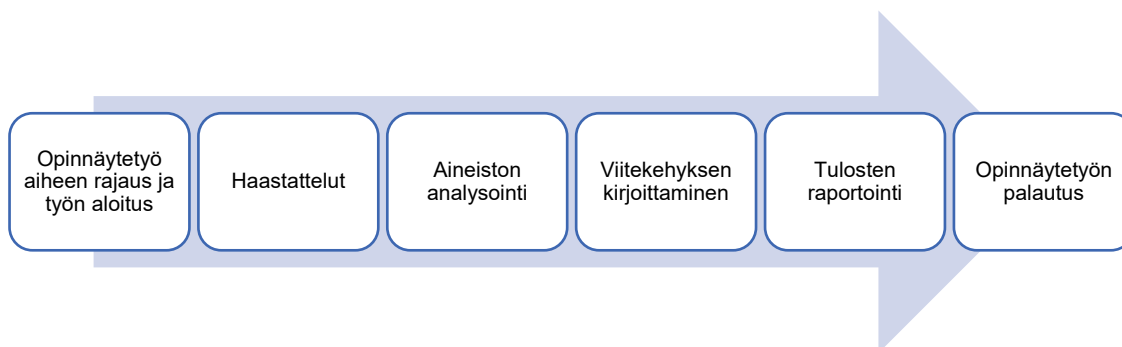 Opinnäytetyö
aiheen rajaus ja
työn aloitus
Haastattelut
Aineiston
analysointi
Viitekehyksen
kirjoittaminen
Tulosten
raportointi
Opinnäytetyön
palautus